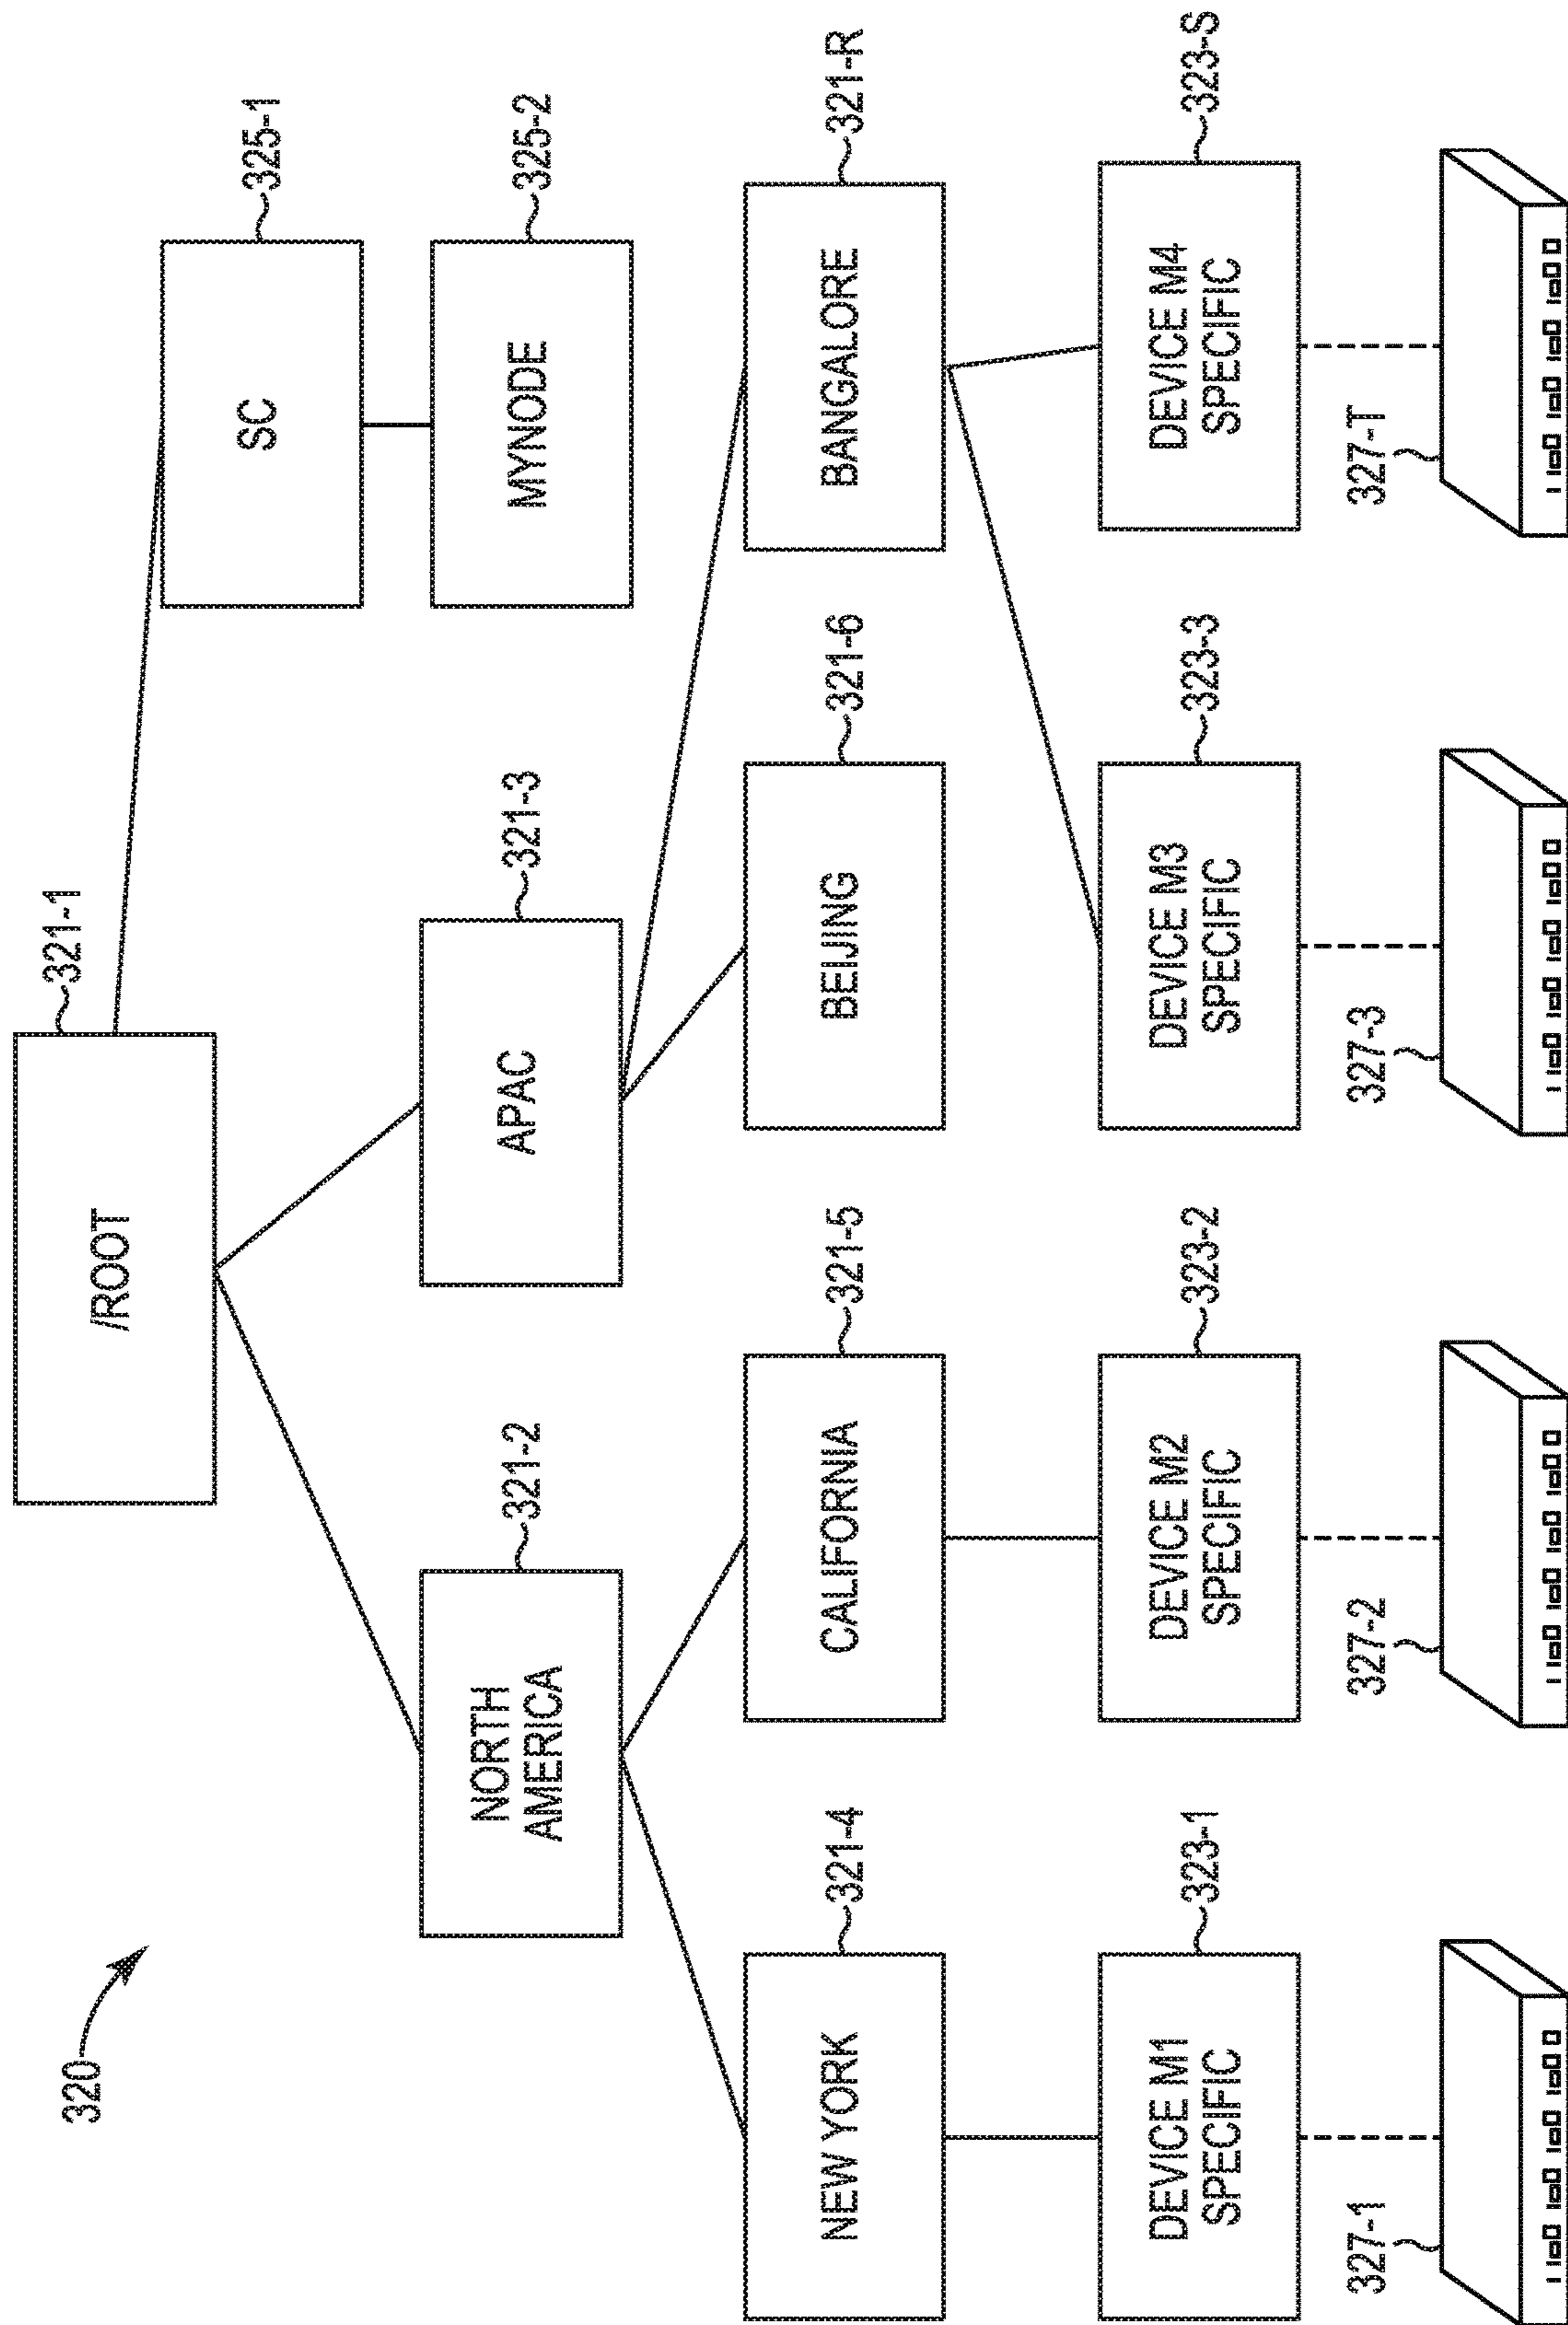 320
/ROOT
321-1
SC
325-1
NORTH
AMERICA
321-2
APAC
321-3
MYNODE
325-2
NEW YORK
321-4
CALIFORNIA
321-5
BEIJING
321-6
BANGALORE
321-R
DEVICE M1
SPECIFIC
323-1
DEVICE M2
SPECIFIC
323-2
DEVICE M3
SPECIFIC
323-3
DEVICE M4
SPECIFIC
323-S
327-1
327-2
327-3
327-T